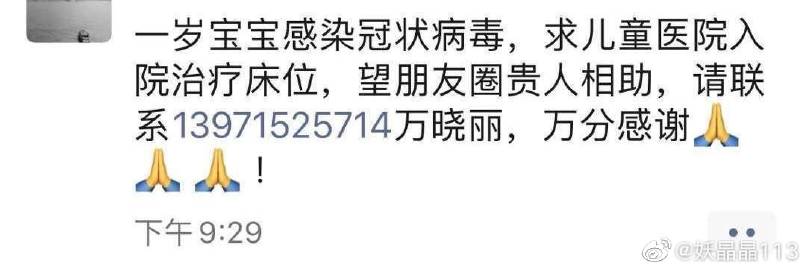 一岁宝宝感染冠状病毒，求儿童医院入
院治疗床位，望朋友圈贵人相助，请联
系13971525714万晓丽，万分感谢🙏
🙏🙏！
下午9:29
@妖晶晶113